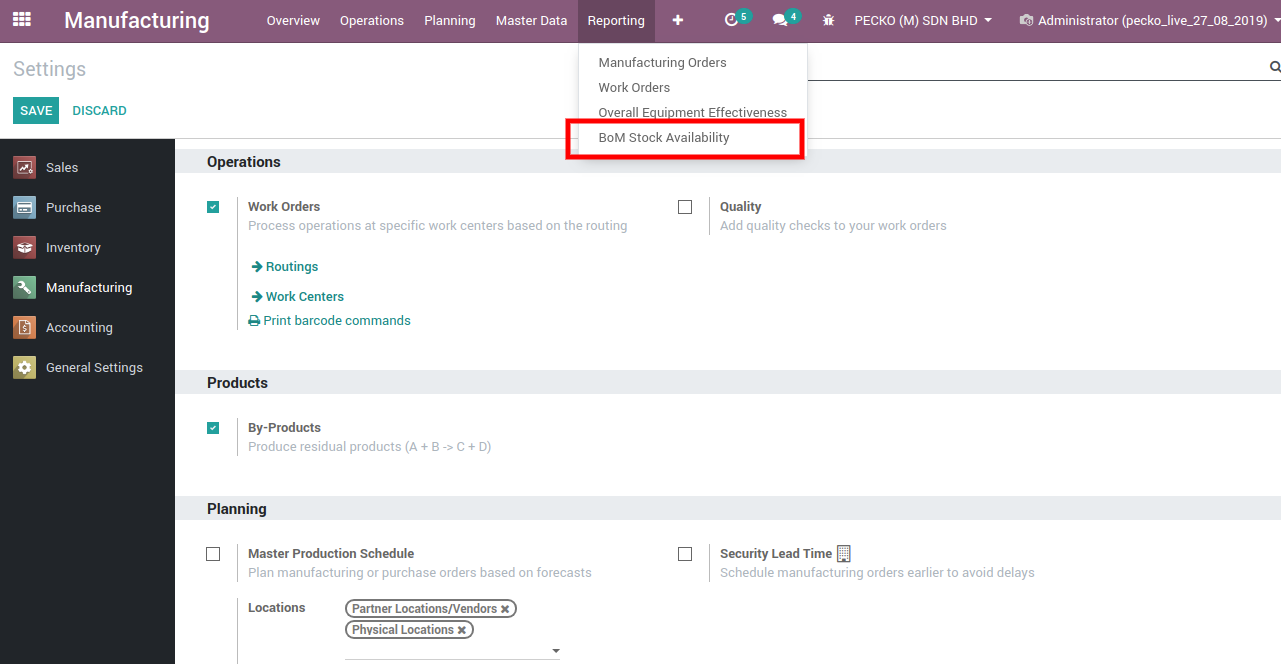 Manufacturing Overview Operations Planning Master Data Reporting 5 4 PECKO (M) SDN BHD Administrator (pecko_live_27_08_2019)
Settings
SAVE DISCARD
Manufacturing Orders
Work Orders
Overall Equipment Effectiveness
BoM Stock Availability
Sales
Purchase
Inventory
Manufacturing
Accounting
General Settings
Operations
Work Orders
Process operations at specific work centers based on the routing
Routings
Work Centers
Print barcode commands
Quality
Add quality checks to your work orders
Products
By-Products
Produce residual products (A + B -> C + D)
Planning
Master Production Schedule
Plan manufacturing or purchase orders based on forecasts
Locations
Partner Locations/Vendors
Physical Locations
Security Lead Time
Schedule manufacturing orders earlier to avoid delays